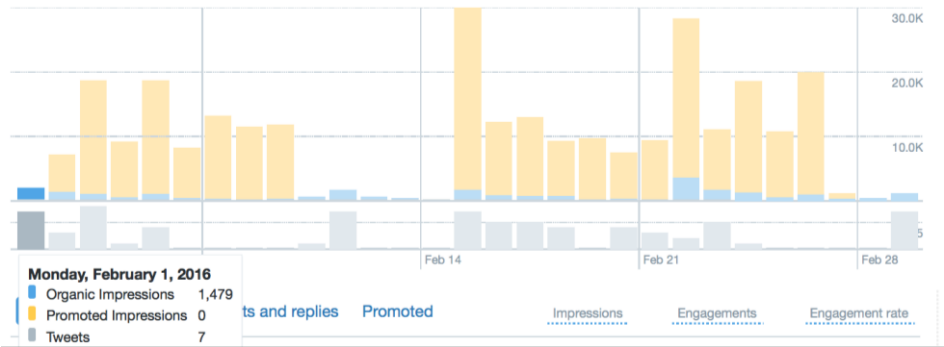 30.0K
20.0K
10.0K
5
Feb 14
Feb 21
Feb 28
Monday, February 1, 2016
Organic Impressions 1,479
Promoted Impressions 0
Tweets 7
ts and replies Promoted Impressions Engagements Engagement rate